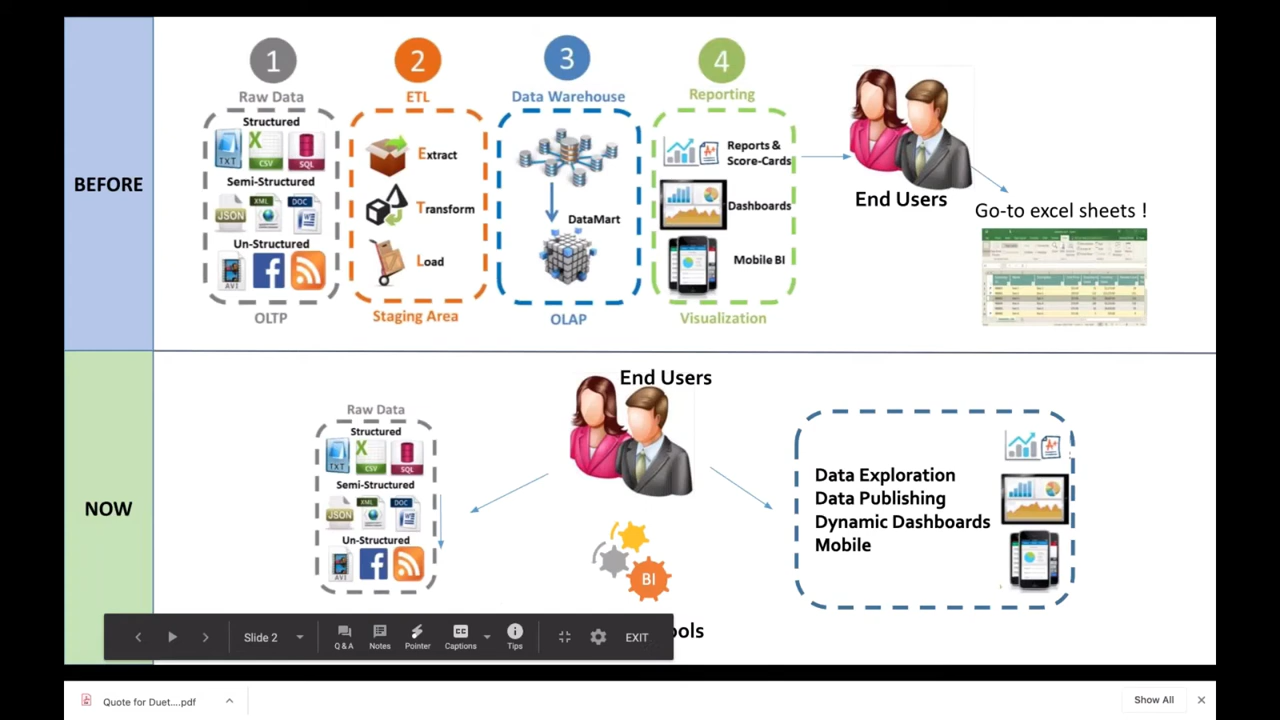 BEFORE
1
2
3
4
Raw Data
ETL
Data Warehouse
Reporting
Structured
TXT
CSV
SQL
Semi-Structured
JSON
XML
DOC
Un-Structured
AVI
OLTP
Extract
Transform
Load
Staging Area
DataMart
OLAP
Reports &
Score-Cards
Dashboards
Mobile BI
Visualization
End Users
Go-to excel sheets !
NOW
Raw Data
Structured
TXT
CSV
SQL
Semi-Structured
JSON
XML
DOC
Un-Structured
AVI
End Users
BI
ools
Data Exploration
Data Publishing
Dynamic Dashboards
Mobile
Slide 2
Q & A
Notes
Pointer
CC
Captions
Tips
EXIT
Quote for Duet....pdf
Show All